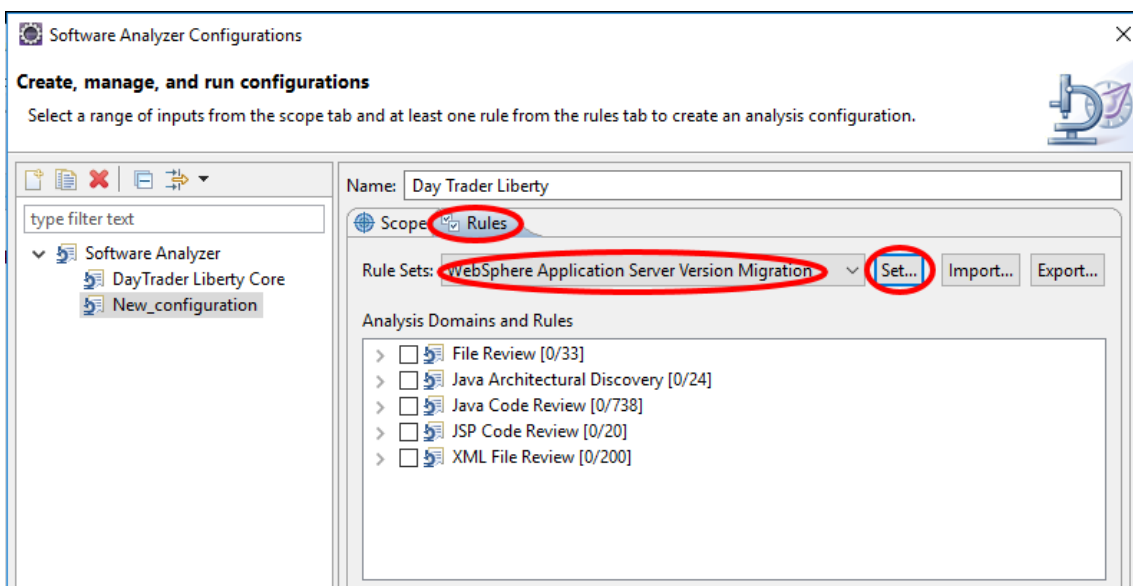 Software Analyzer Configurations
Create, manage, and run configurations
Select a range of inputs from the scope tab and at least one rule from the rules tab to create an analysis configuration.
type filter text
Software Analyzer
DayTrader Liberty Core
New_configuration
Name: Day Trader Liberty
Scope Rules
Rule Sets: WebSphere Application Server Version Migration Set... Import... Export...
Analysis Domains and Rules
File Review [0/33]
Java Architectural Discovery [0/24]
Java Code Review [0/738]
JSP Code Review [0/20]
XML File Review [0/200]